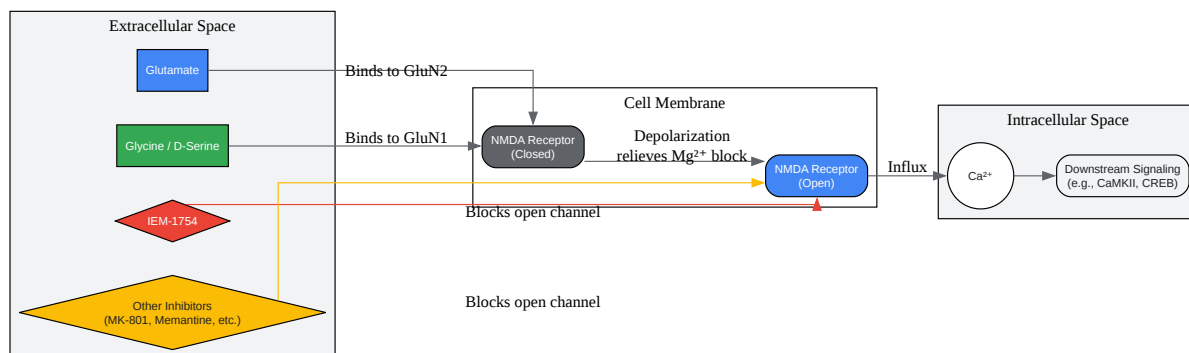 Extracellular Space
Glutamate
Binds to GluN2
Glycine / D-Serine
Binds to GluN1
IEM-1754
Blocks open channel
Other Inhibitors
(MK-801, Memantine, etc.)
Blocks open channel
Cell Membrane
NMDA Receptor
(Closed)
Depolarization
relieves Mg²⁺ block
NMDA Receptor
(Open)
Influx
Intracellular Space
Ca²⁺
Downstream Signaling
(e.g., CaMKII, CREB)